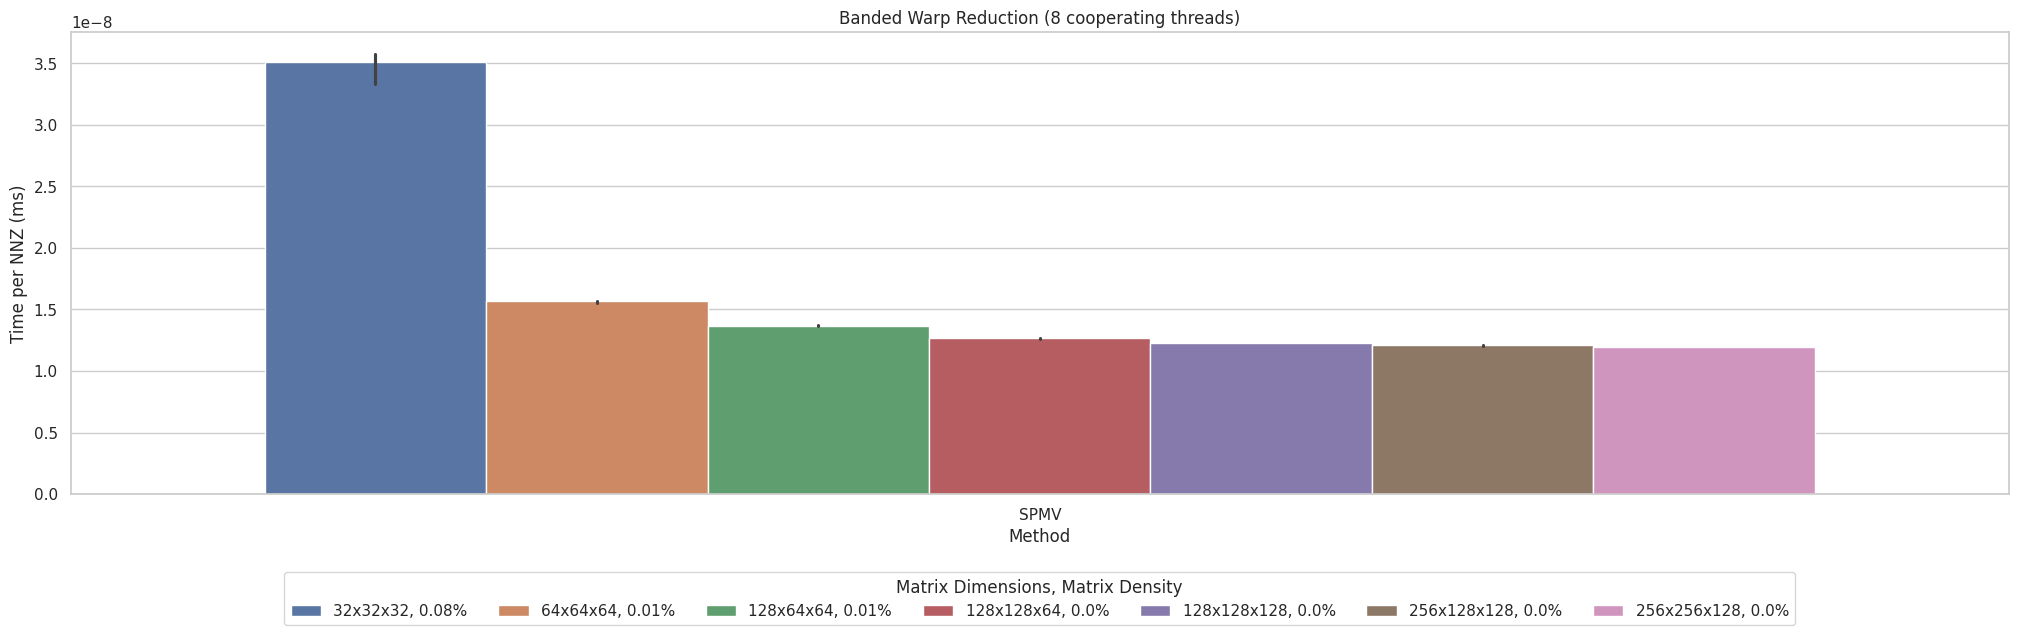 Banded Warp Reduction (8 cooperating threads)
1e−8
3.5
3.0
2.5
2.0
1.5
1.0
0.5
0.0
Time per NNZ (ms)
SPMV
Method
Matrix Dimensions, Matrix Density
32x32x32, 0.08% 64x64x64, 0.01% 128x64x64, 0.01% 128x128x64, 0.0% 128x128x128, 0.0% 256x128x128, 0.0% 256x256x128, 0.0%